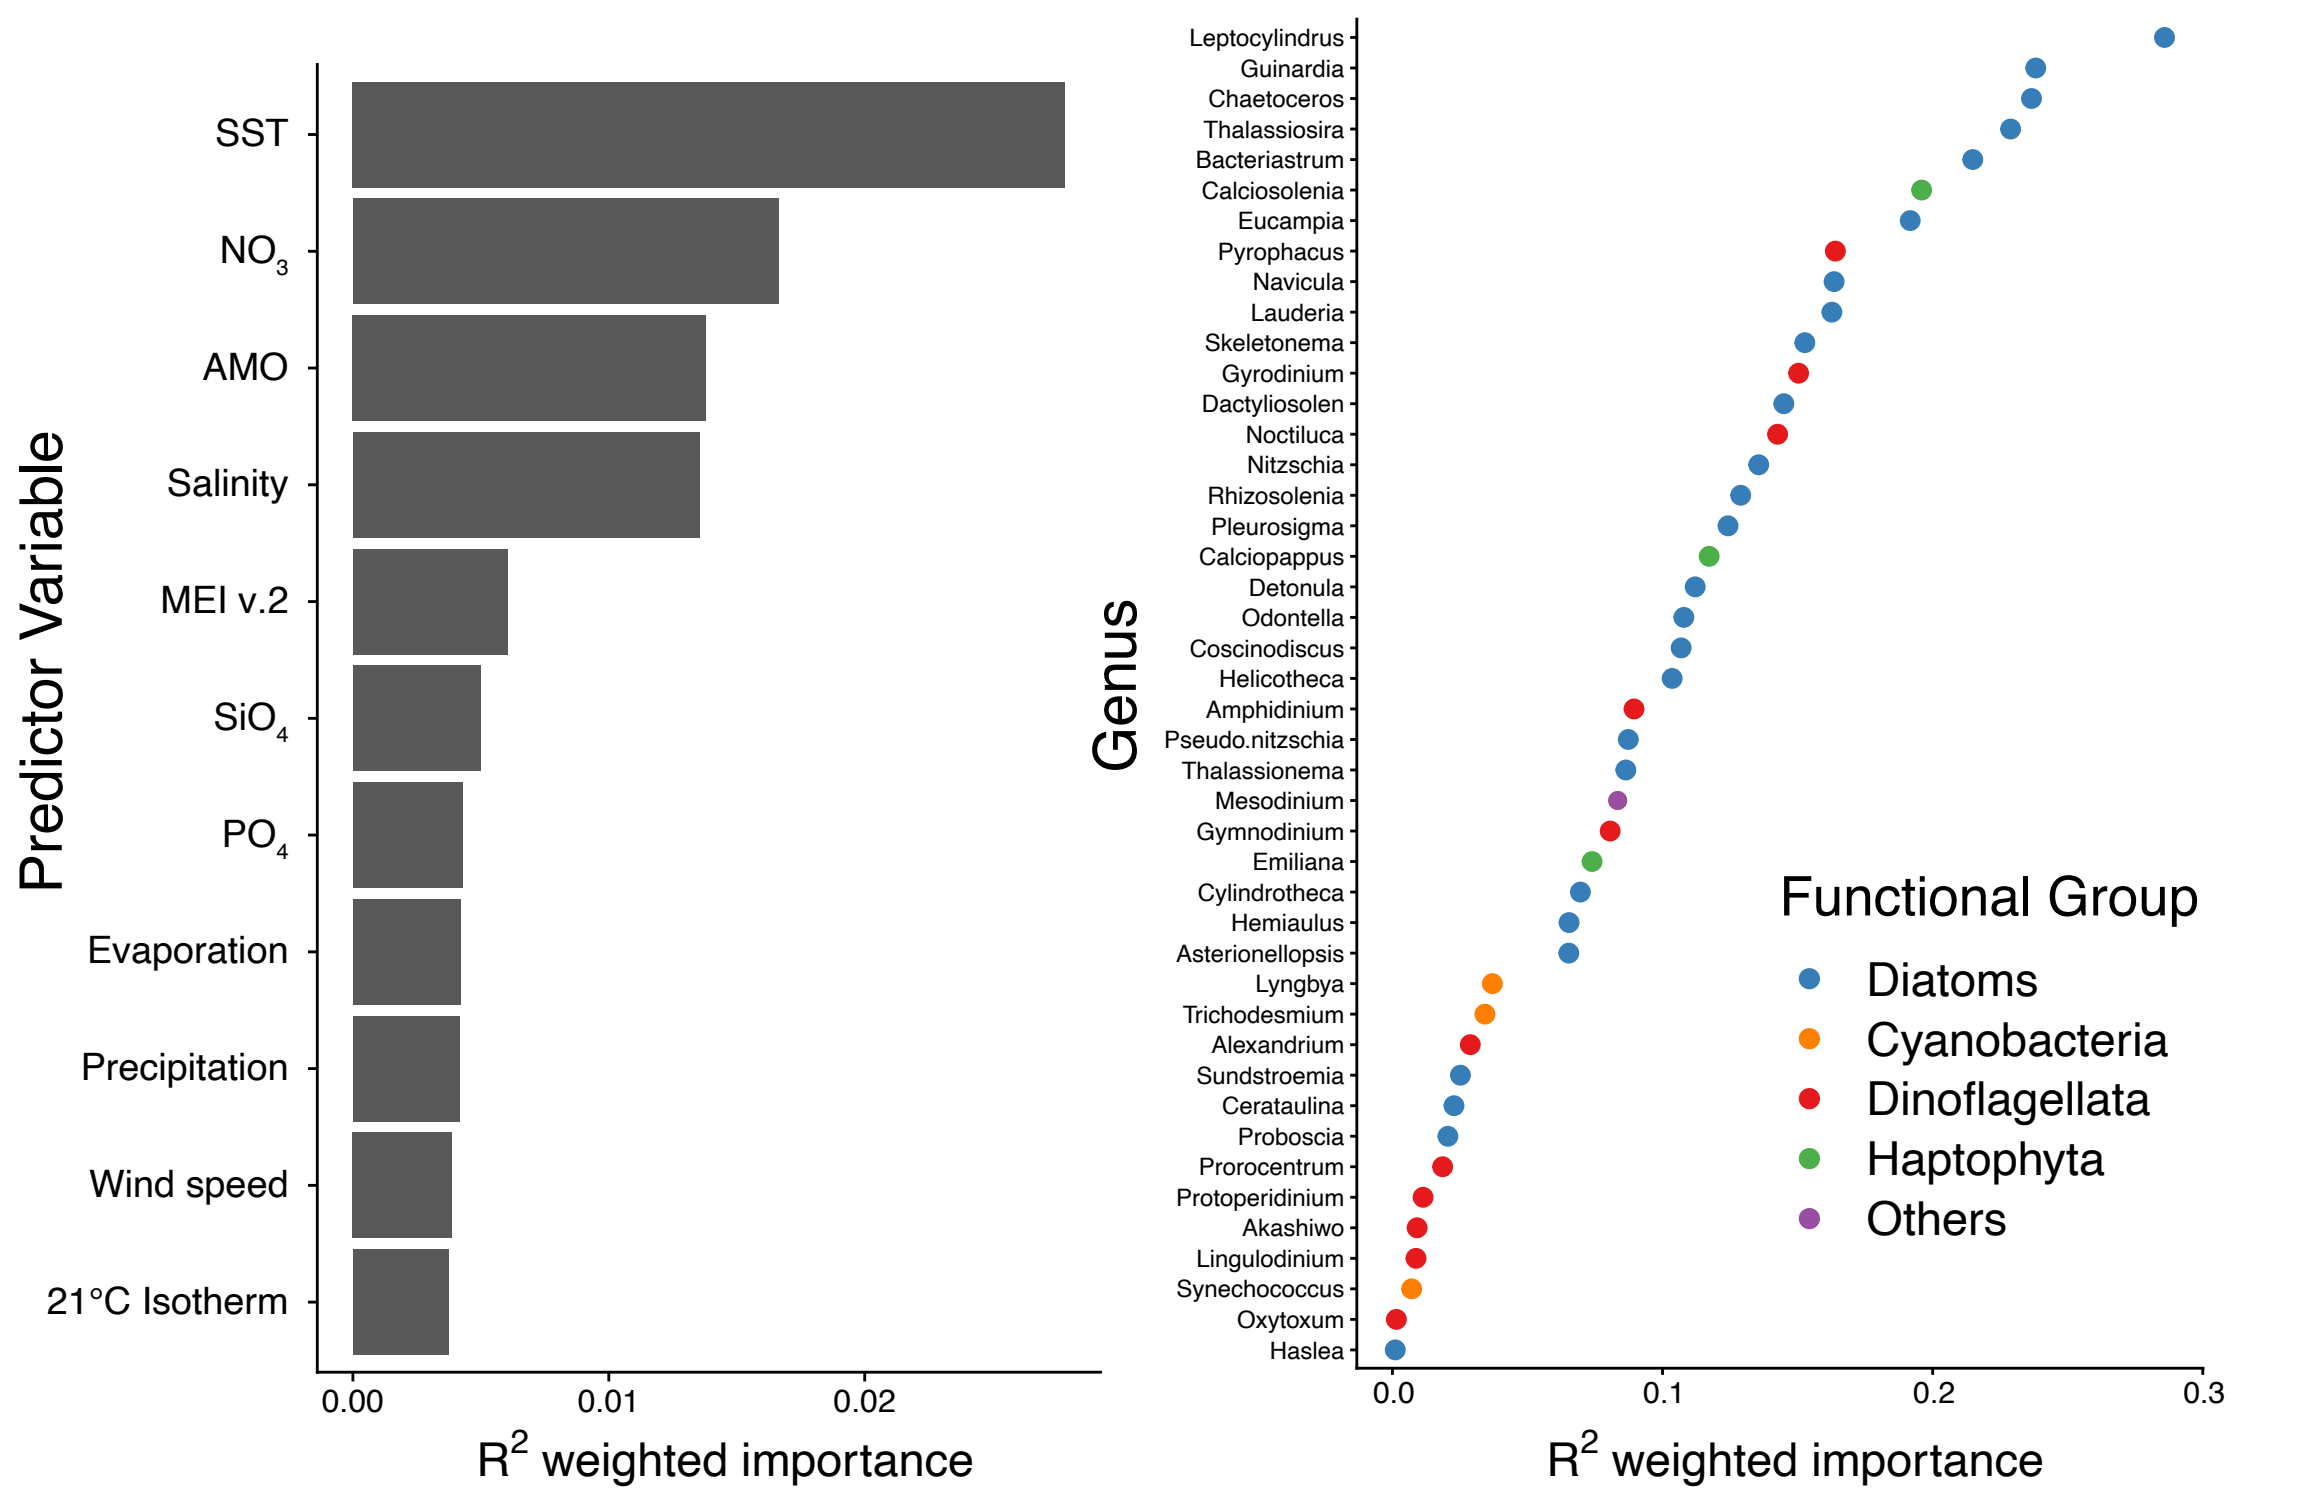 Predictor Variable
SST
NO₃
AMO
Salinity
MEI v.2
SiO₄
PO₄
Evaporation
Precipitation
Wind speed
21°C Isotherm
0.00 0.01 0.02
R² weighted importance
Genus
Leptocylindrus
Guinardia
Chaetoceros
Thalassiosira
Bacteriastrum
Calciosolenia
Eucampia
Pyrophacus
Navicula
Lauderia
Skeletonema
Gyrodinium
Dactyliosolen
Noctiluca
Nitzschia
Rhizosolenia
Pleurosigma
Calciopappus
Detonula
Odontella
Coscinodiscus
Helicotheca
Amphidinium
Pseudo.nitzschia
Thalassionema
Mesodinium
Gymnodinium
Emiliana
Cylindrotheca
Hemiaulus
Asterionellopsis
Lyngbya
Trichodesmium
Alexandrium
Sundstroemia
Cerataulina
Proboscia
Prorocentrum
Protoperidinium
Akashiwo
Lingulodinium
Synechococcus
Oxytoxum
Haslea
0.0 0.1 0.2 0.3
R² weighted importance
Functional Group
Diatoms
Cyanobacteria
Dinoflagellata
Haptophyta
Others